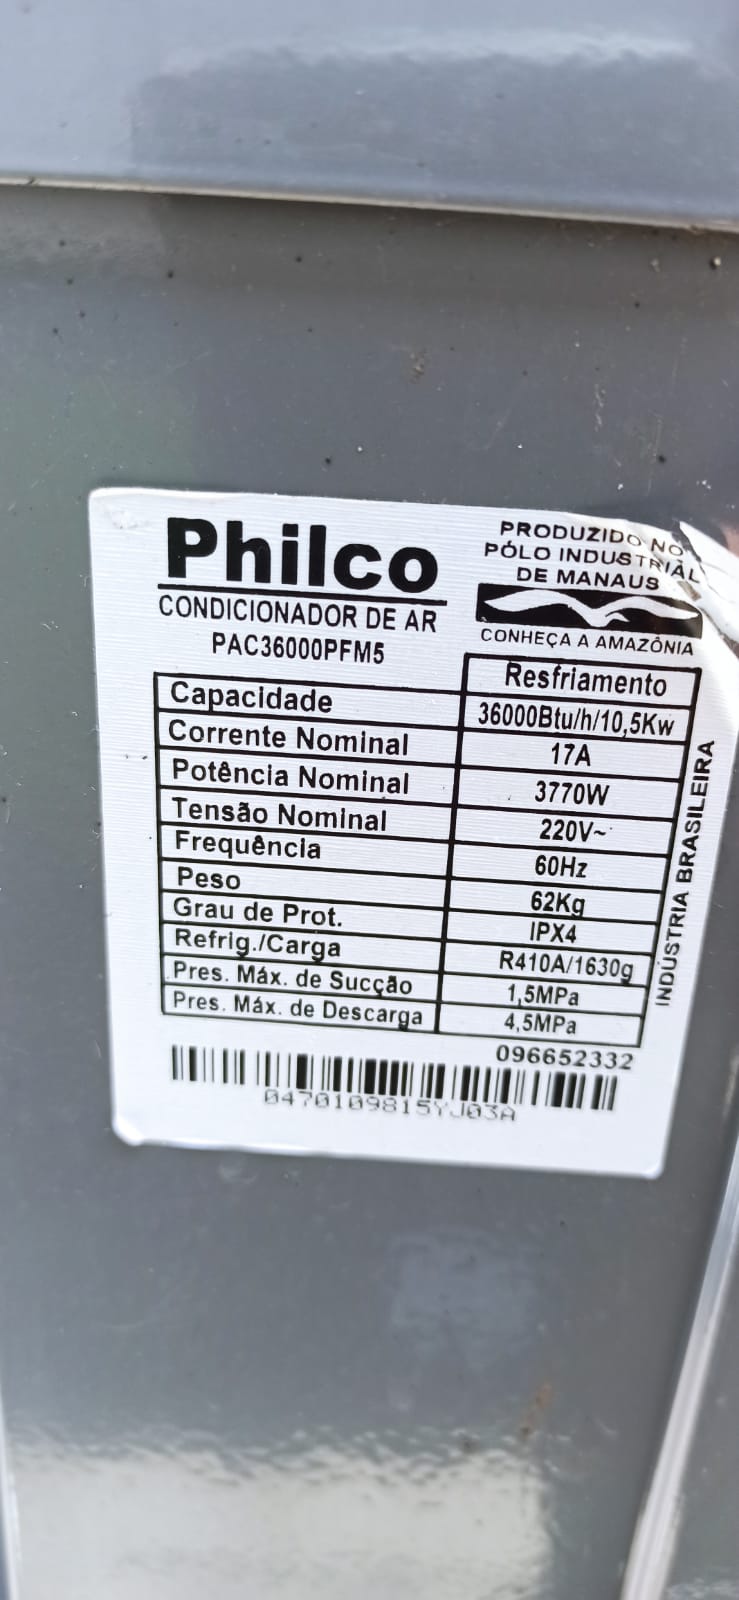 Philco
CONDICIONADOR DE AR
PAC36000PFM5
PRODUZIDO NO
PÓLO INDUSTRIAL
DE MANAUS
CONHEÇA A AMAZÔNIA
Resfriamento
Capacidade 36000Btu/h/10,5Kw
Corrente Nominal 17A
Potência Nominal 3770W
Tensão Nominal 220V~
Frequência 60Hz
Peso 62Kg
Grau de Prot. IPX4
Refrig./Carga R410A/1630g
Pres. Máx. de Sucção 1,5MPa
Pres. Máx. de Descarga 4,5MPa
INDÚSTRIA BRASILEIRA
096652332
0470109815YJ03A